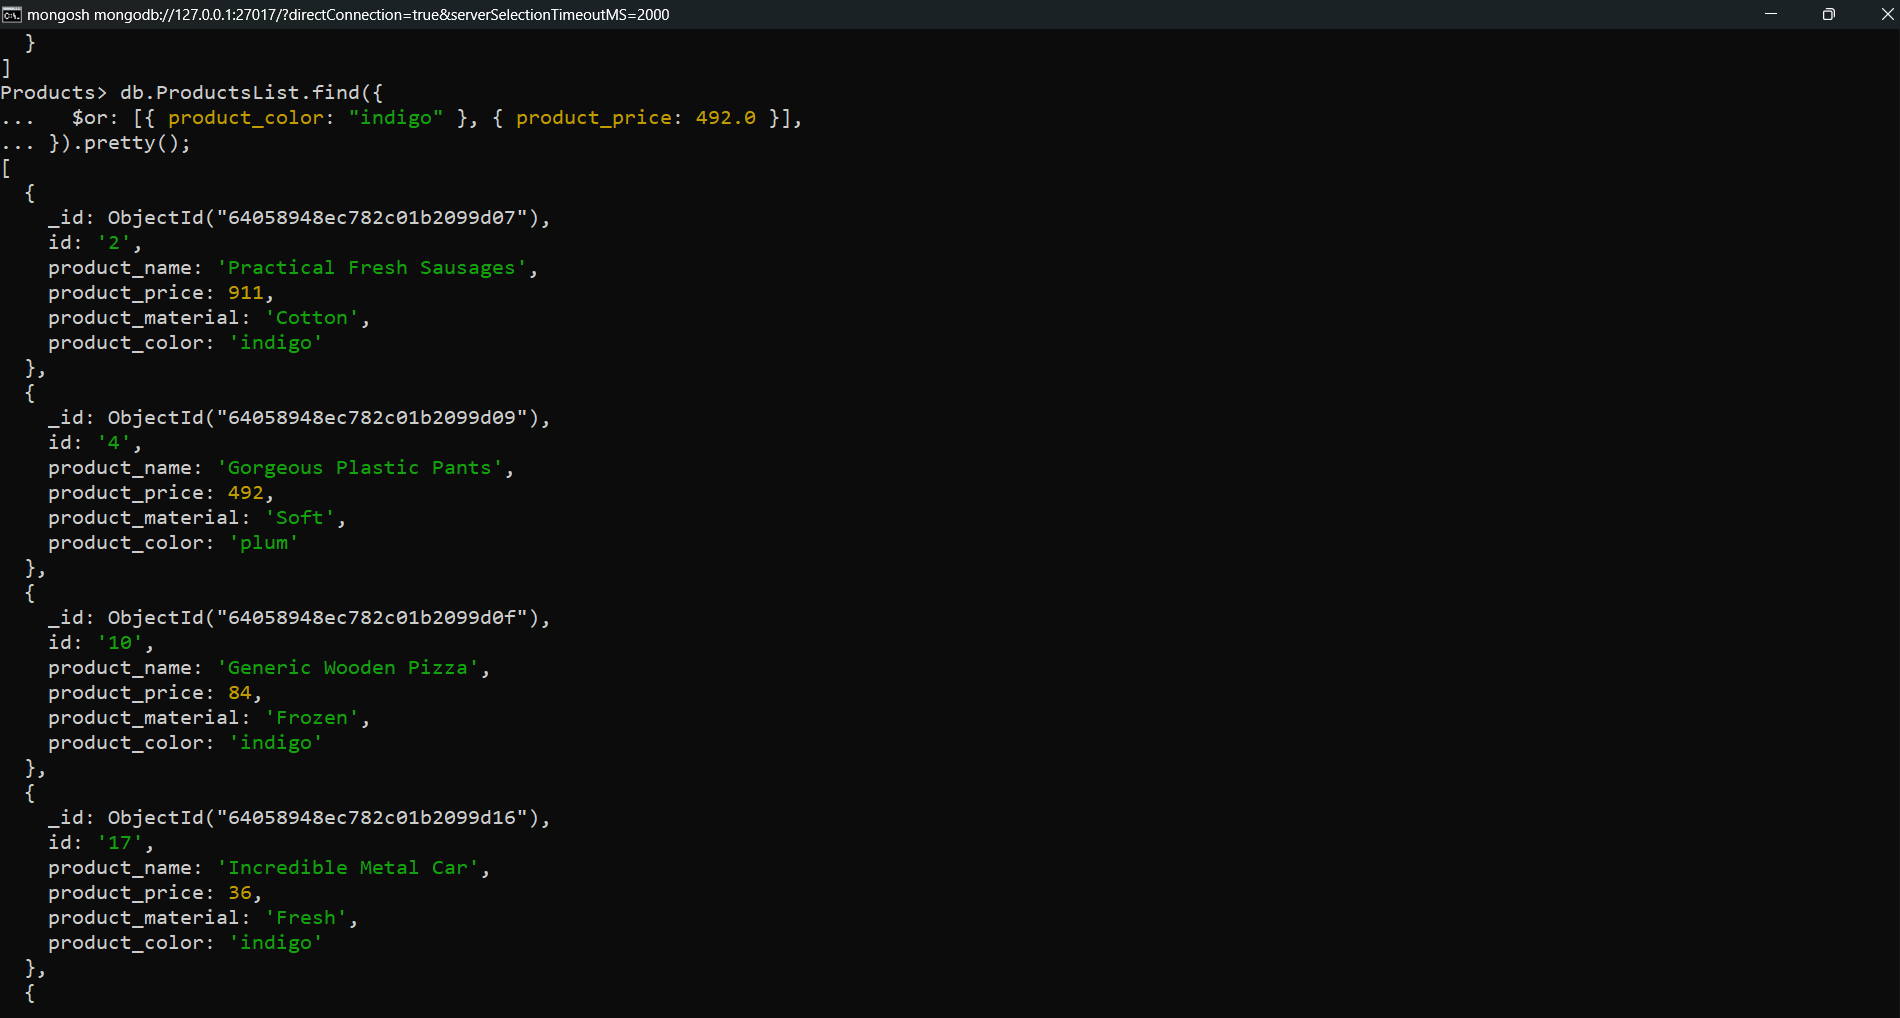 mongosh mongodb://127.0.0.1:27017/?directConnection=true&serverSelectionTimeoutMS=2000
  }
]
Products> db.ProductsList.find({
...   $or: [{ product_color: "indigo" }, { product_price: 492.0 }],
... }).pretty();
[
  {
    _id: ObjectId("64058948ec782c01b2099d07"),
    id: '2',
    product_name: 'Practical Fresh Sausages',
    product_price: 911,
    product_material: 'Cotton',
    product_color: 'indigo'
  },
  {
    _id: ObjectId("64058948ec782c01b2099d09"),
    id: '4',
    product_name: 'Gorgeous Plastic Pants',
    product_price: 492,
    product_material: 'Soft',
    product_color: 'plum'
  },
  {
    _id: ObjectId("64058948ec782c01b2099d0f"),
    id: '10',
    product_name: 'Generic Wooden Pizza',
    product_price: 84,
    product_material: 'Frozen',
    product_color: 'indigo'
  },
  {
    _id: ObjectId("64058948ec782c01b2099d16"),
    id: '17',
    product_name: 'Incredible Metal Car',
    product_price: 36,
    product_material: 'Fresh',
    product_color: 'indigo'
  },
  {